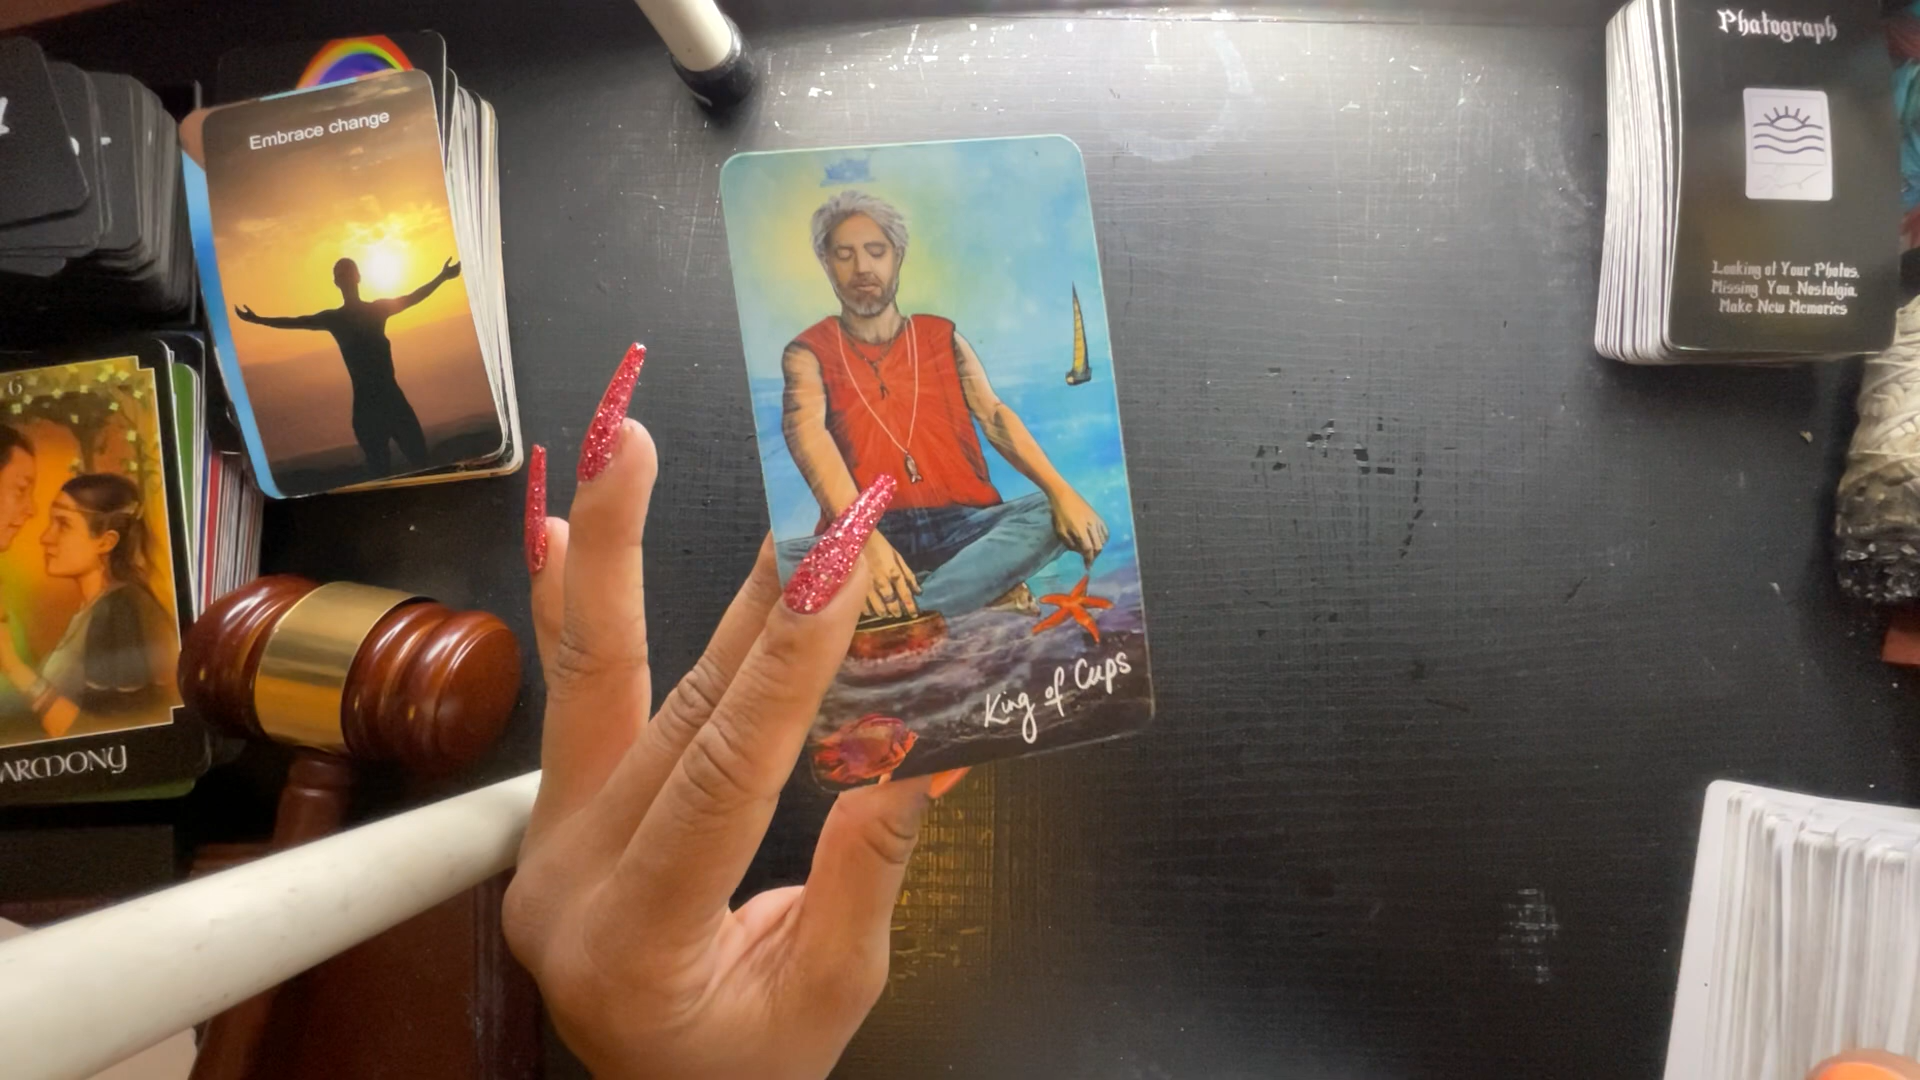 Embrace change
6
ARMONY
King of Cups
Photograph
Looking at Your Photos,
Missing You, Nostalgia,
Make New Memories